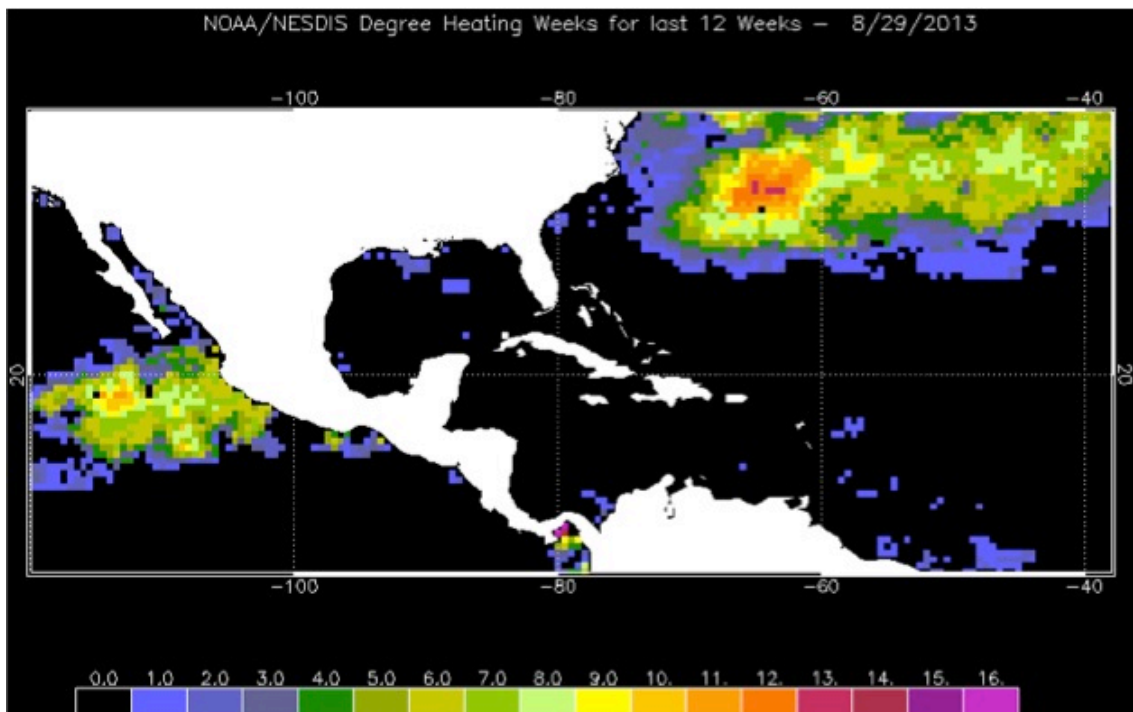 NOAA/NESDIS Degree Heating Weeks for last 12 Weeks – 8/29/2013
-100 -80 -60 -40
20 20
-100 -80 -60 -40
0.0 1.0 2.0 3.0 4.0 5.0 6.0 7.0 8.0 9.0 10. 11. 12. 13. 14. 15. 16.